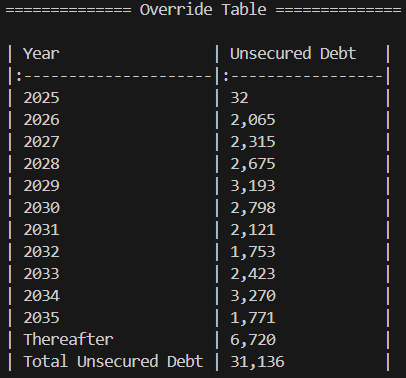 ============== Override Table ==============
| Year                | Unsecured Debt  |
|:--------------------|:----------------|
| 2025                | 32              |
| 2026                | 2,065           |
| 2027                | 2,315           |
| 2028                | 2,675           |
| 2029                | 3,193           |
| 2030                | 2,798           |
| 2031                | 2,121           |
| 2032                | 1,753           |
| 2033                | 2,423           |
| 2034                | 3,270           |
| 2035                | 1,771           |
| Thereafter          | 6,720           |
| Total Unsecured Debt | 31,136          |